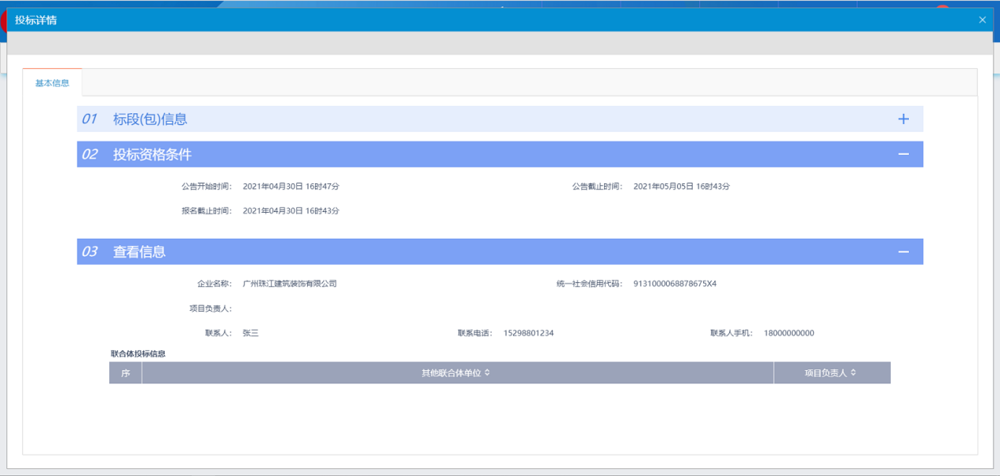 投标详情
基本信息
01 标段(包)信息
02 投标资格条件
公告开始时间： 2021年04月30日 16时47分 公告截止时间： 2021年05月05日 16时43分
报名截止时间： 2021年04月30日 16时43分
03 查看信息
企业名称： 广州珠江建筑装饰有限公司 统一社会信用代码： 9131000068878675X4
项目负责人：
联系人： 张三 联系电话： 15298801234 联系人手机： 18000000000
联合体投标信息
序 其他联合体单位 项目负责人